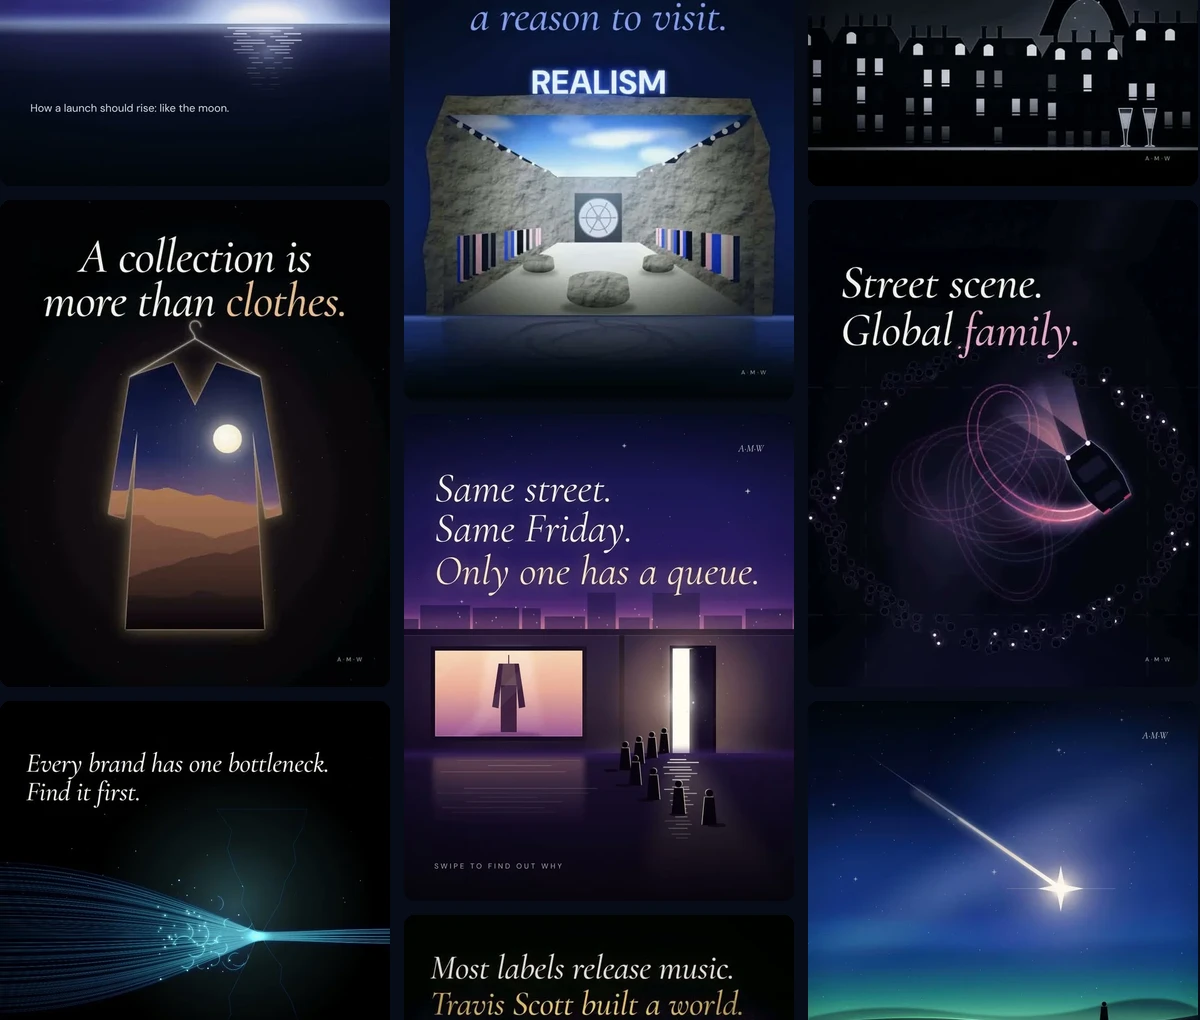 How a launch should rise: like the moon.
A collection is
more than clothes.
A·M·W
Every brand has one bottleneck.
Find it first.
a reason to visit.
REALISM
A·M·W
A·M·W
Same street.
Same Friday.
Only one has a queue.
SWIPE TO FIND OUT WHY
Most labels release music.
Travis Scott built a world.
A·M·W
Street scene.
Global family.
A·M·W
A·M·W